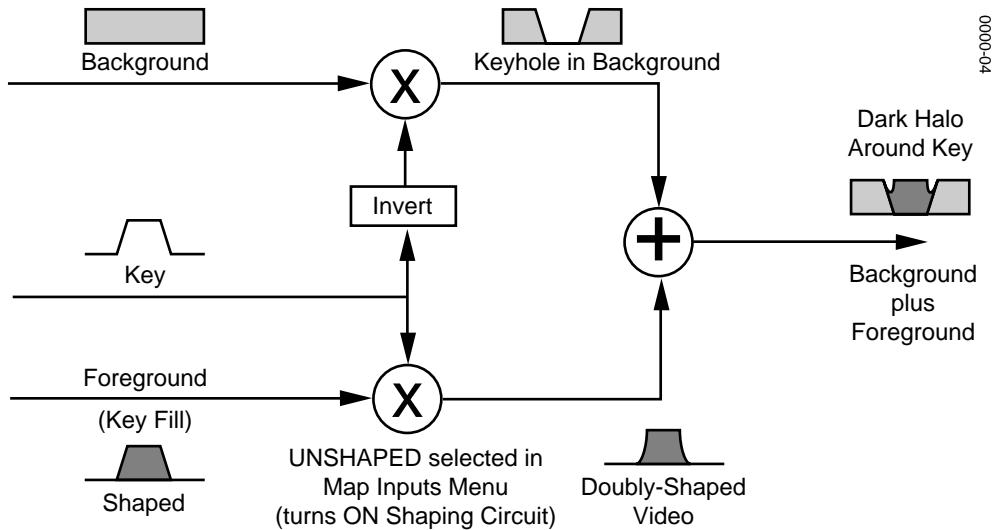 Background
X
Keyhole in Background
0000-04
Dark Halo
Around Key
Invert
Key
+
Background
plus
Foreground
Foreground
(Key Fill)
X
Shaped
UNSHAPED selected in
Map Inputs Menu
(turns ON Shaping Circuit)
Doubly-Shaped
Video